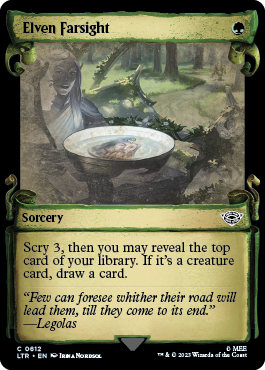 Elven Farsight
Sorcery
Scry 3, then you may reveal the top
card of your library. If it's a creature
card, draw a card.
“Few can foresee whither their road will
lead them, till they come to its end.”
—Legolas
C 0612
LTR • EN Irina Nordsol
© MEE
™ & © 2023 Wizards of the Coast